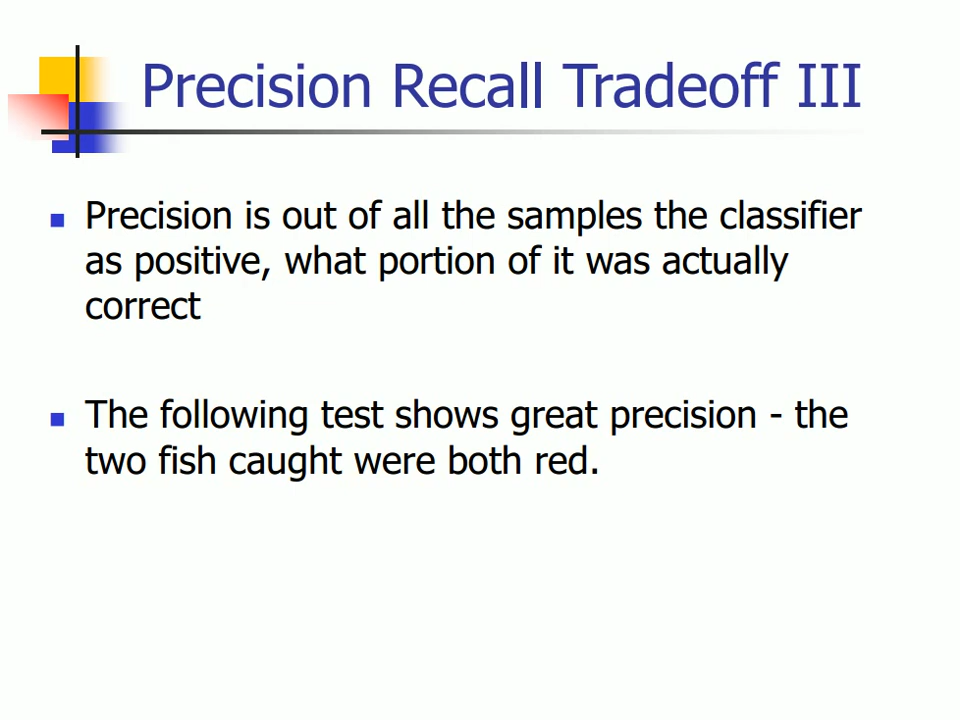 Precision Recall Tradeoff III
Precision is out of all the samples the classifier
as positive, what portion of it was actually
correct
The following test shows great precision - the
two fish caught were both red.